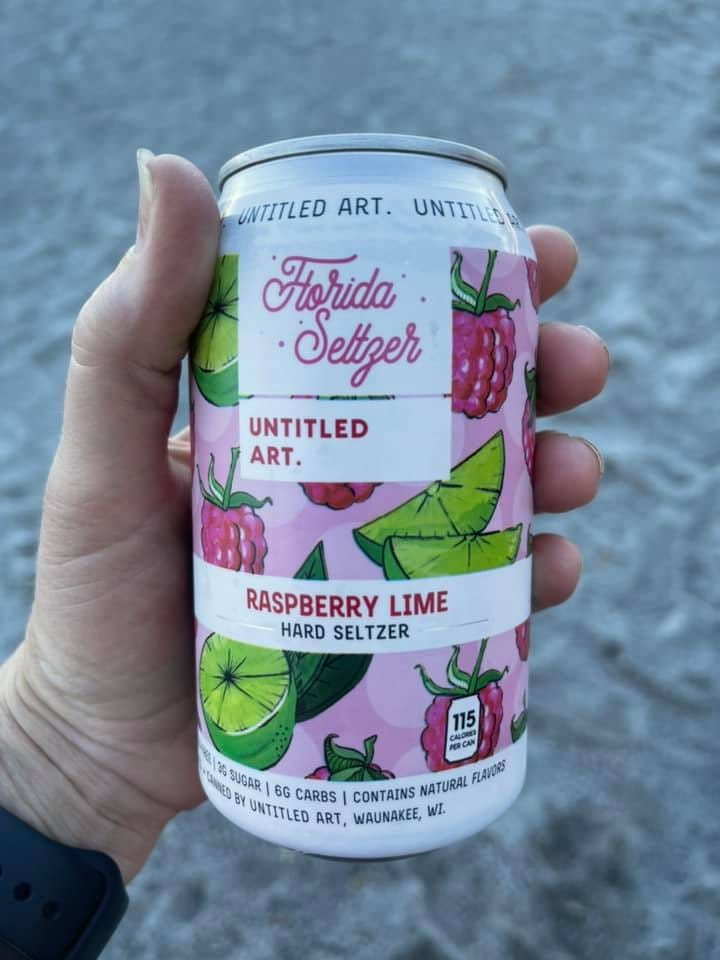 UNTITLED ART. UNTITLED
Florida
Seltzer
UNTITLED
ART.
RASPBERRY LIME
HARD SELTZER
115
CALORIES
PER CAN
| 3G SUGAR | 6G CARBS | CONTAINS NATURAL FLAVORS
CANNED BY UNTITLED ART, WAUNAKEE, WI.